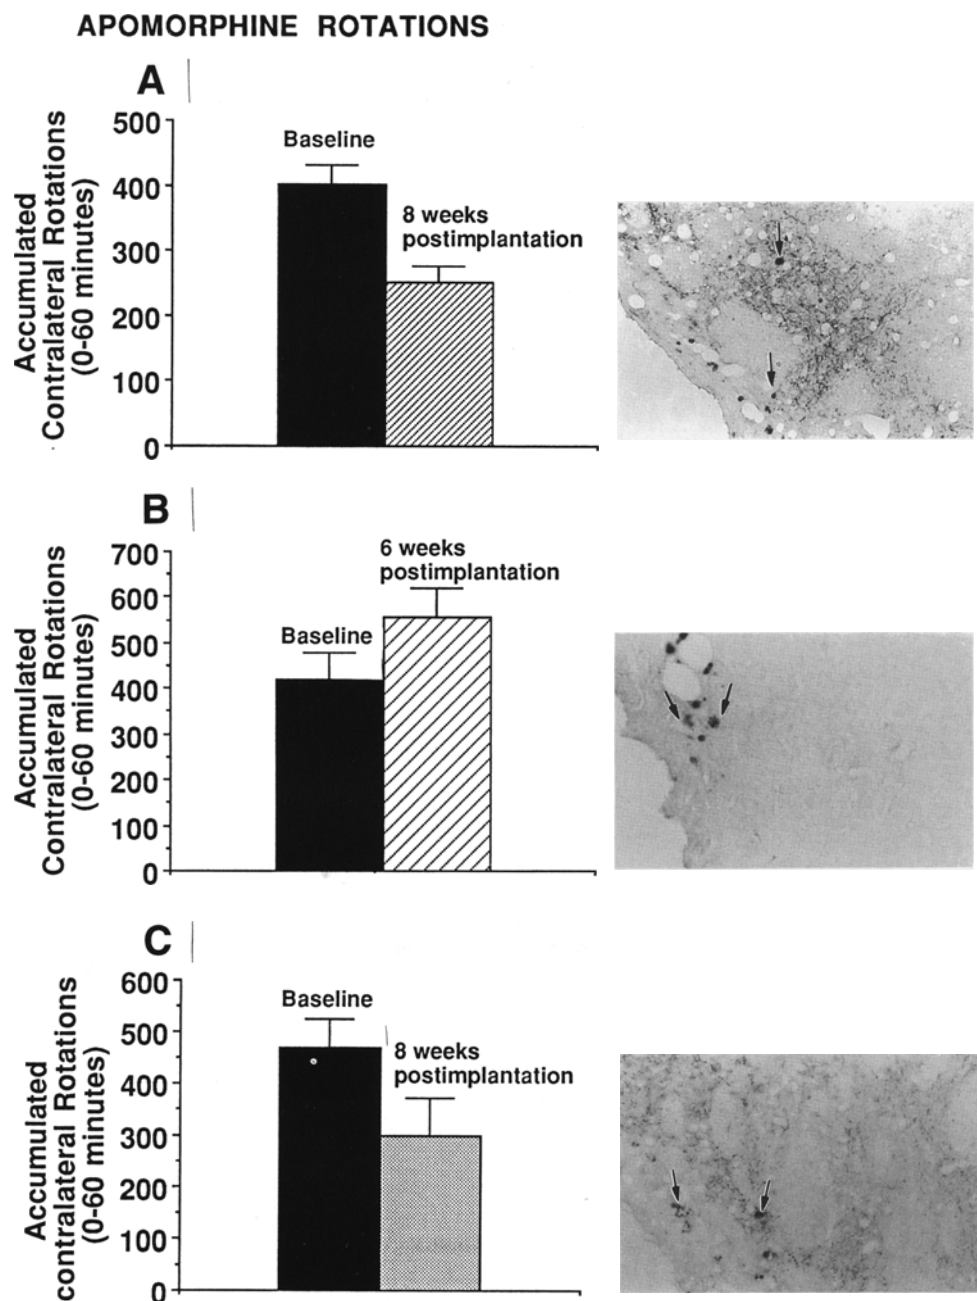 APOMORPHINE ROTATIONS
A
Accumulated
Contralateral Rotations
(0-60 minutes)
500
400
300
200
100
0
Baseline
8 weeks
postimplantation
B
Accumulated
Contralateral Rotations
(0-60 minutes)
700
600
500
400
300
200
100
0
Baseline
6 weeks
postimplantation
C
Accumulated
contralateral Rotations
(0-60 minutes)
600
500
400
300
200
100
0
Baseline
8 weeks
postimplantation